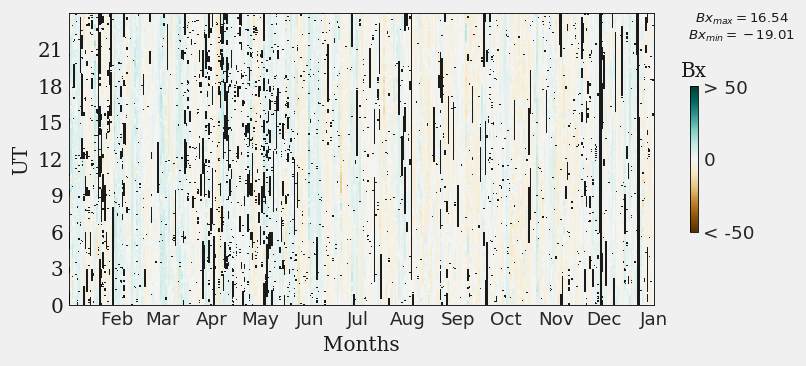 Bx_max = 16.54
Bx_min = −19.01
Bx
> 50
0
< -50
UT
21
18
15
12
9
6
3
0
Feb Mar Apr May Jun Jul Aug Sep Oct Nov Dec Jan
Months